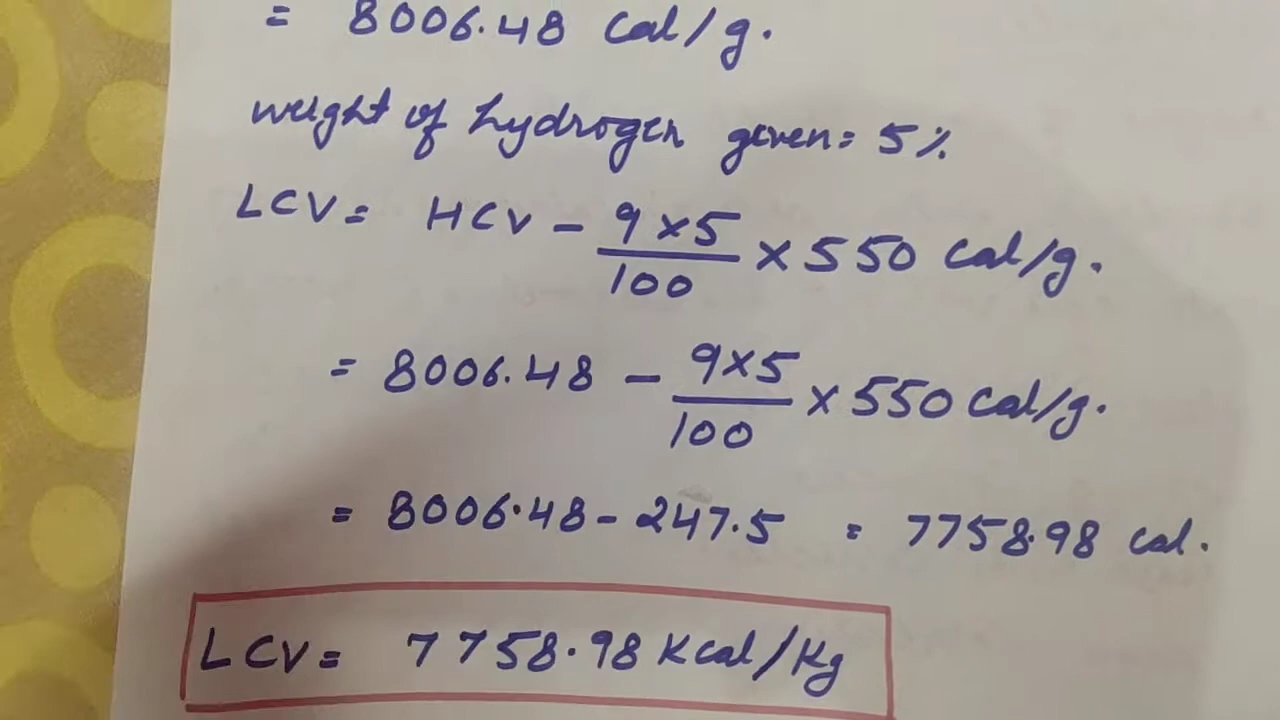 = 8006.48 Cal/g.
weight of hydrogen given = 5%
LCV = HCV - 9×5/100 × 550 Cal/g.
= 8006.48 - 9×5/100 × 550 Cal/g.
= 8006.48 - 247.5 = 7758.98 cal.
LCV = 7758.98 Kcal/Kg